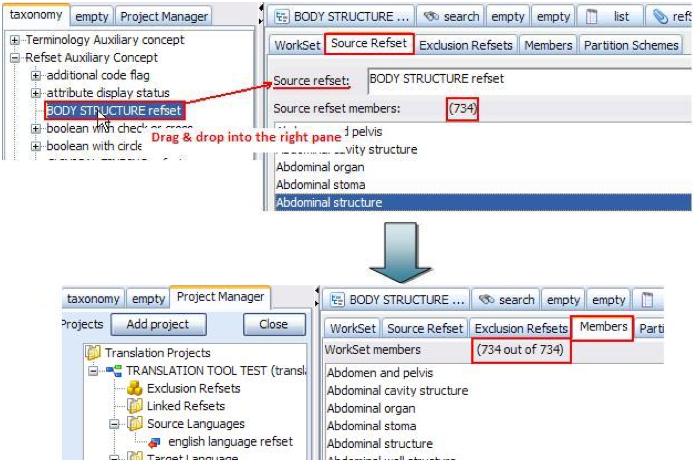 taxonomy empty Project Manager
BODY STRUCTURE ... search empty empty list
Terminology Auxiliary concept
Refset Auxiliary Concept
additional code flag
attribute display status
BODY STRUCTURE refset
boolean with check or cross
boolean with circle
WorkSet Source Refset Exclusion Refsets Members Partition Schemes
Source refset: BODY STRUCTURE refset
Source refset members: (734)
Drag & drop into the right pane
pelvis
cavity structure
Abdominal organ
Abdominal stoma
Abdominal structure
taxonomy empty Project Manager
Projects Add project Close
Translation Projects
TRANSLATION TOOL TEST
Exclusion Refsets
Linked Refsets
Source Languages
english language refset
Target Language
BODY STRUCTURE ... search empty empty
WorkSet Source Refset Exclusion Refsets Members Parti
WorkSet members (734 out of 734)
Abdomen and pelvis
Abdominal cavity structure
Abdominal organ
Abdominal stoma
Abdominal structure
Abdominal wall structure